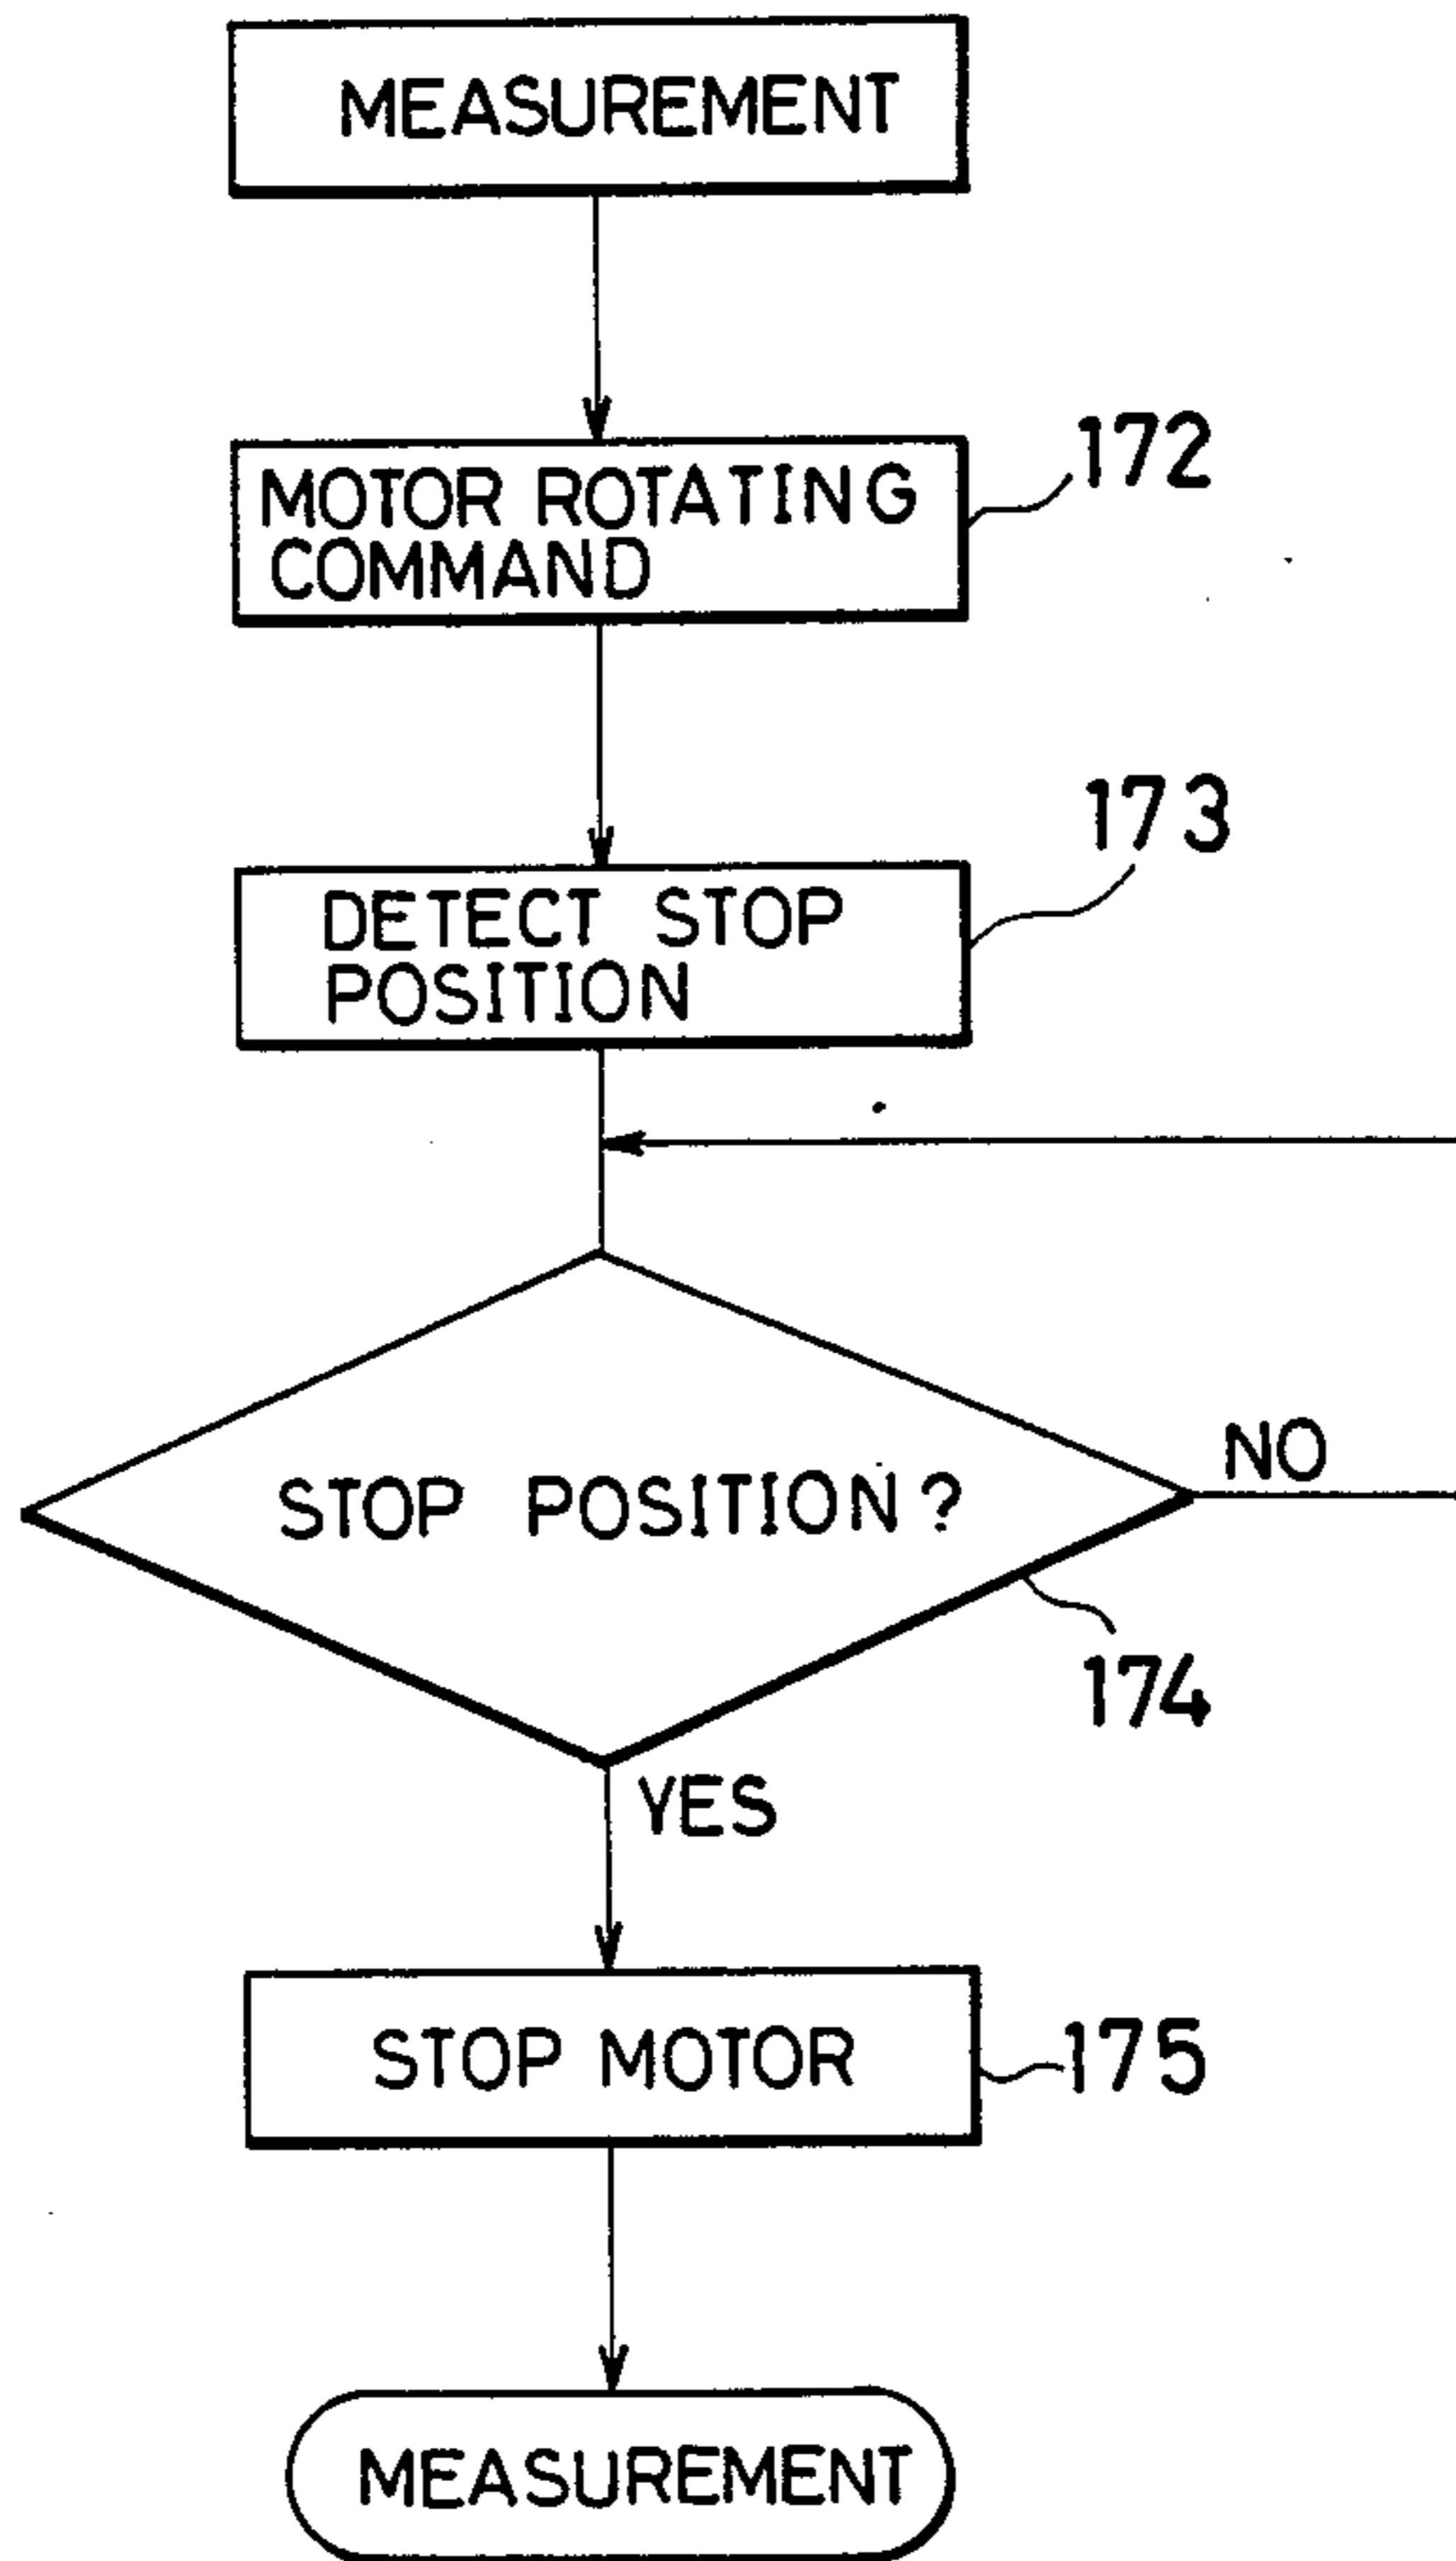 MEASUREMENT
172
MOTOR ROTATING
COMMAND
173
DETECT STOP
POSITION
STOP POSITION?
NO
174
YES
STOP MOTOR
175
MEASUREMENT